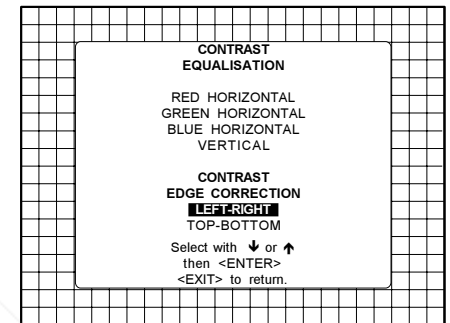 CONTRAST
EQUALISATION
RED HORIZONTAL
GREEN HORIZONTAL
BLUE HORIZONTAL
VERTICAL
CONTRAST
EDGE CORRECTION
LEFT-RIGHT
TOP-BOTTOM
Select with ↓ or ↑
then <ENTER>
<EXIT> to return.